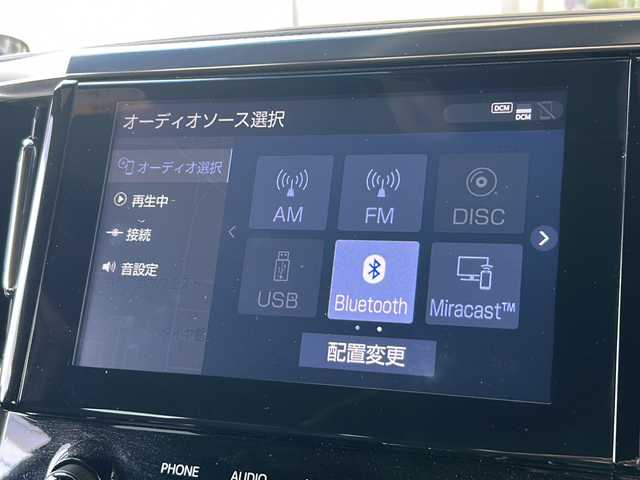 オーディオソース選択
DCM
DCM
オーディオ選択
再生中
接続
音設定
AM
FM
DISC
USB
Bluetooth
Miracast™
配置変更
PHONE
AUDIO